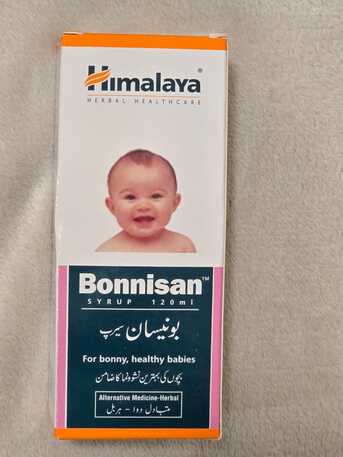 Himalaya®
HERBAL HEALTHCARE
Bonnisan™
SYRUP 120ml
بونیسان سیرپ
For bonny, healthy babies
بچوں کی بہترین نشوونما کا ضامن
Alternative Medicine-Herbal
متبادل دوا - ہربل